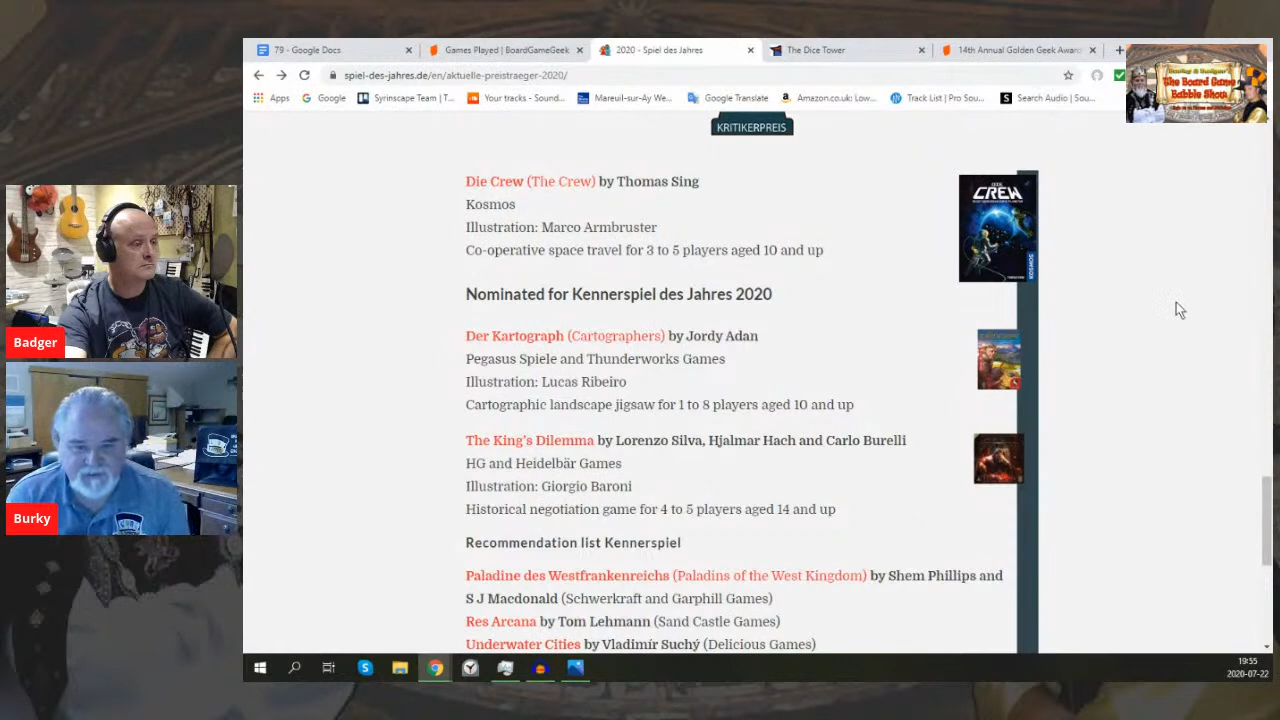 79 - Google Docs
Games Played | BoardGameGeek
2020 - Spiel des Jahres
The Dice Tower
14th Annual Golden Geek Awar
spiel-des-jahres.de/en/aktuelle-preistraeger-2020/
Apps
Google
Syrinscape Team | T...
Your tracks - Sound...
Mareuil-sur-Ay We...
Google Translate
Amazon.co.uk: Low...
Track List | Pro Sou...
Search Audio | Sou...
The Board Game
Babble Show
KRITIKERPREIS
Die Crew (The Crew) by Thomas Sing
Kosmos
Illustration: Marco Armbruster
Co-operative space travel for 3 to 5 players aged 10 and up
CREW
KOSMOS
Nominated for Kennerspiel des Jahres 2020
Der Kartograph (Cartographers) by Jordy Adan
Pegasus Spiele and Thunderworks Games
Illustration: Lucas Ribeiro
Cartographic landscape jigsaw for 1 to 8 players aged 10 and up
The King's Dilemma by Lorenzo Silva, Hjalmar Hach and Carlo Burelli
HG and Heidelbär Games
Illustration: Giorgio Baroni
Historical negotiation game for 4 to 5 players aged 14 and up
Recommendation list Kennerspiel
Paladine des Westfrankenreichs (Paladins of the West Kingdom) by Shem Phillips and
S J Macdonald (Schwerkraft and Garphill Games)
Res Arcana by Tom Lehmann (Sand Castle Games)
Underwater Cities by Vladimír Suchý (Delicious Games)
Badger
Burky
19:55
2020-07-22